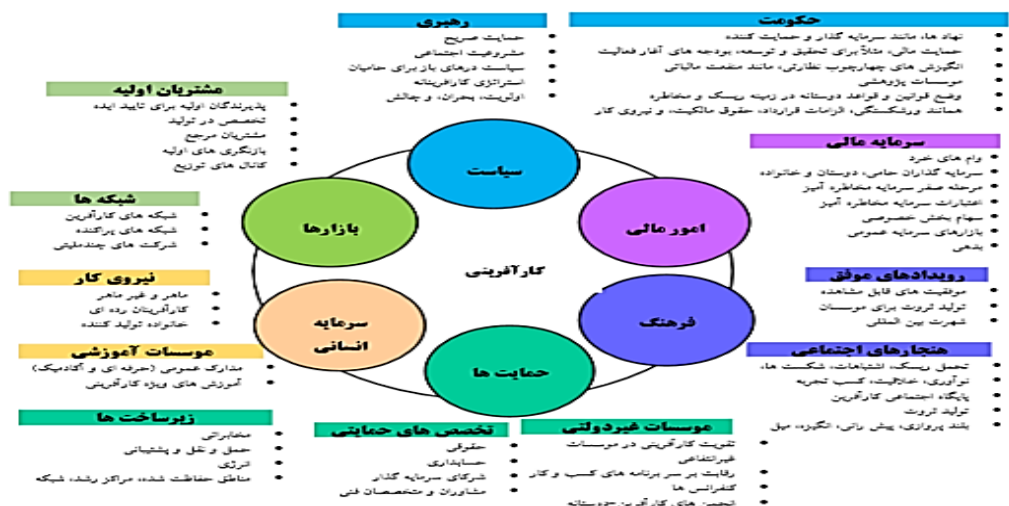 حکومت
نهاد ها، مانند سرمایه گذار و حمایت کننده
حمایت مالی، مثلاً برای تحقیق و توسعه، بودجه های آغاز فعالیت
انگیزش های چهارچوب نظارتی، مانند منفعت مالیاتی
موسسات پژوهشی
وضع قوانین و قواعد دوستانه در زمینه ریسک و مخاطره
همانند ورشکستگی، الزامات قرارداد، حقوق مالکیت، و نیروی کار
رهبری
حمایت صریح
مشروعیت اجتماعی
سیاست درهای باز برای حامیان
استراتژی کارآفرینانه
اولویت، بحران، و چالش
مشتریان اولیه
پذیرندگان اولیه برای تایید ایده
تخصص در تولید
مشتریان مرجع
بازنگری های اولیه
کانال های توزیع
سرمایه مالی
وام های خرد
سرمایه گذاران حامی، دوستان و خانواده
مرحله صفر سرمایه مخاطره آمیز
اعتبارات سرمایه مخاطره آمیز
سهام بخش خصوصی
بازارهای سرمایه عمومی
بدهی
سیاست
امور مالی
بازارها
کارآفرینی
فرهنگ
سرمایه
انسانی
حمایت ها
شبکه ها
شبکه های کارآفرین
شبکه های پراکنده
شرکت های چندملیتی
رویدادهای موفق
موفقیت های قابل مشاهده
تولید ثروت برای موسسان
شهرت بین المللی
نیروی کار
ماهر و غیر ماهر
کارآفرینان رده ای
خانواده تولید کننده
هنجارهای اجتماعی
تحمق ریسک، اشتباهات، شکست ها،
نوآوری، خلاقیت، کسب تجربه
پایگاه اجتماعی کارآفرین
تولید ثروت
بلند پروازی، پیش رانی، انگیزه، میل
موسسات آموزشی
مدارک عمومی (حرفه ای و آکادمیک)
آموزش های ویژه کارآفرینی
زیرساخت ها
مخابراتی
حمل و نقل و پشتیبانی
انرژی
مناطق حفاظت شده، مراکز رشد، شبکه
تخصص های حمایتی
حقوقی
حسابداری
شرکای سرمایه گذار
مشاوران و متخصصان فنی
موسسات غیردولتی
تقویت کارآفرینی در موسسات
غیرانتفاعی
رقابت بر سر برنامه های کسب و کار
کنفرانس ها
انجمن های کارآفرین-دوستانه